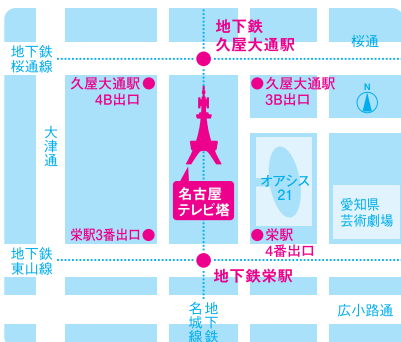 地下鉄
久屋大通駅
桜通
地下鉄
桜通線
久屋大通駅
4B出口
久屋大通駅
3B出口
N
大津通
オアシス
21
名古屋
テレビ塔
愛知県
芸術劇場
栄駅3番出口
栄駅
4番出口
地下鉄
東山線
地下鉄栄駅
地下鉄
名城線
広小路通